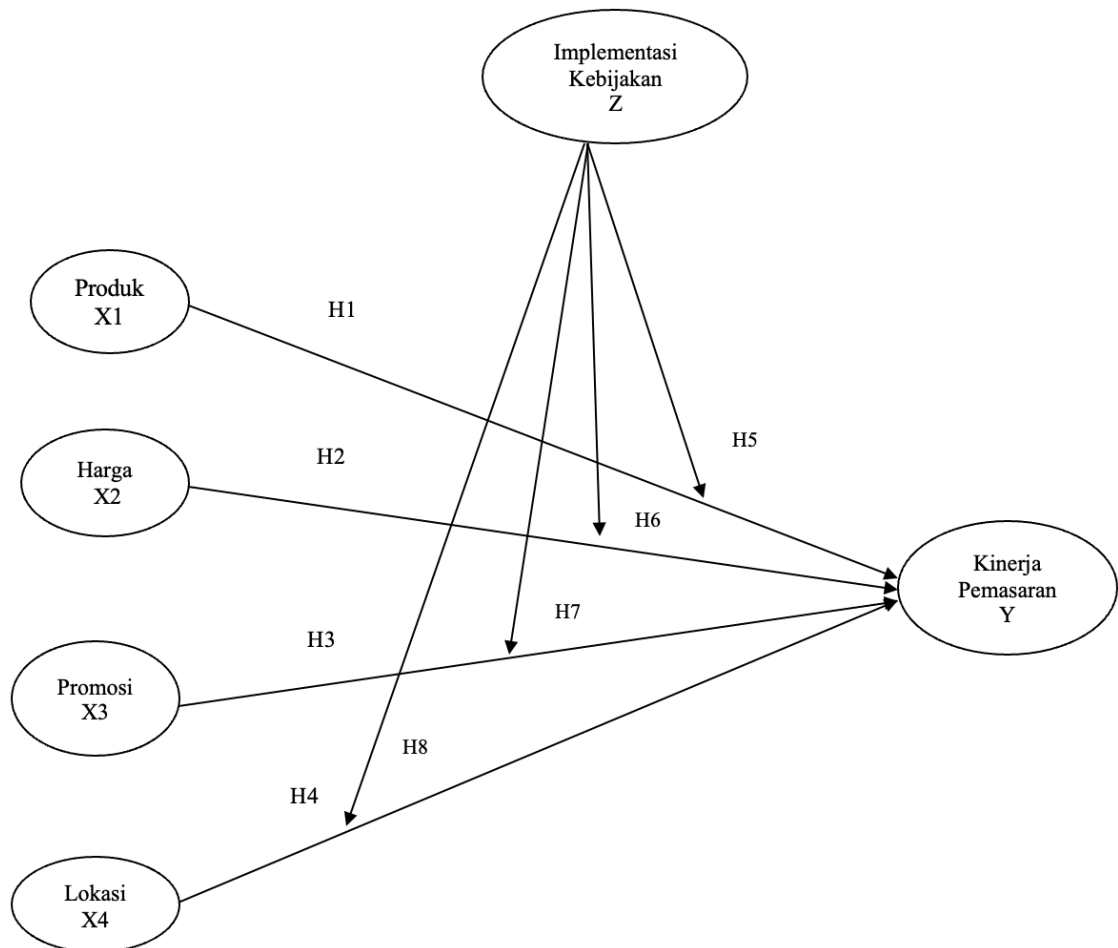 Implementasi
Kebijakan
Z
Produk
X1
H1
Harga
X2
H2
H5
H6
Kinerja
Pemasaran
Y
Promosi
X3
H3
H7
H8
H4
Lokasi
X4